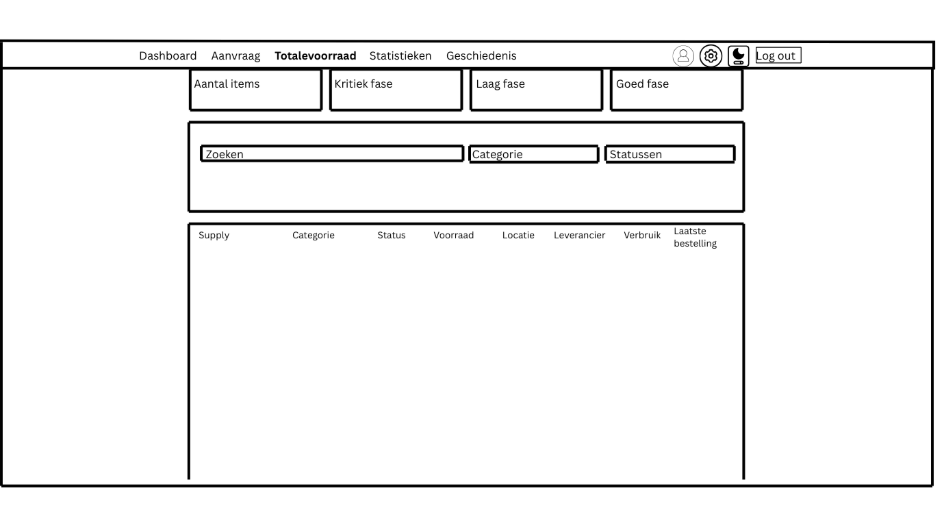 Dashboard Aanvraag Totalevoorraad Statistieken Geschiedenis Log out
Aantal items Kritiek fase Laag fase Goed fase
Zoeken Categorie Statussen
Supply Categorie Status Voorraad Locatie Leverancier Verbruik Laatste
bestelling